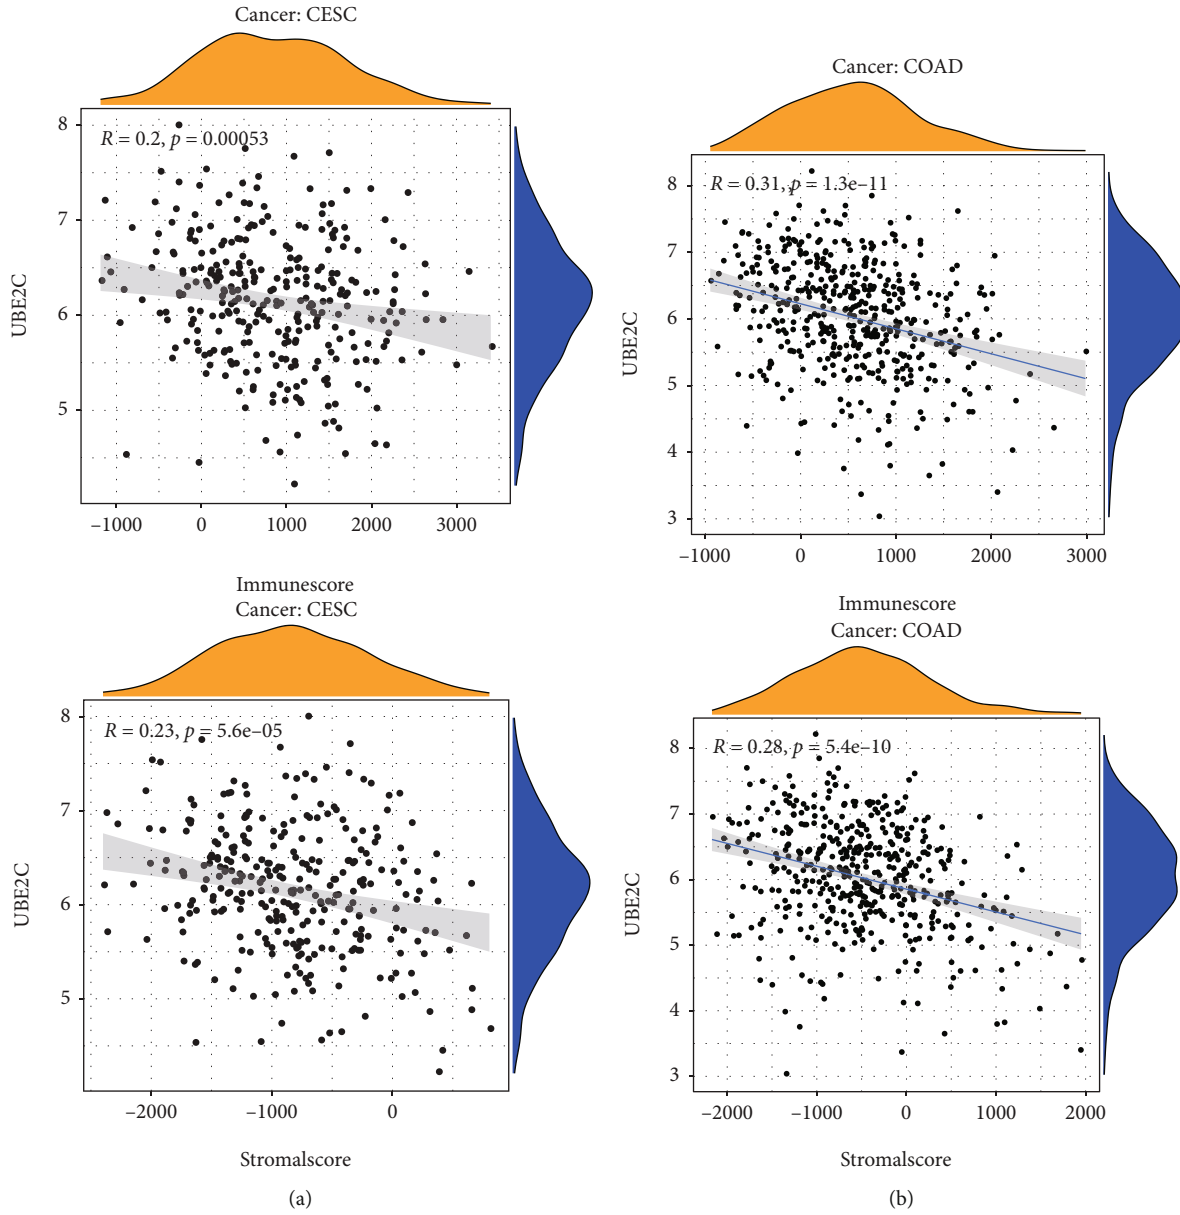 Cancer: CESC
R = 0.2, p = 0.00053
8
7
6
5
UBE2C
−1000 0 1000 2000 3000
Immunescore
Cancer: CESC
R = 0.23, p = 5.6e–05
8
7
6
5
UBE2C
−2000 −1000 0
Stromalscore
(a)
Cancer: COAD
R = 0.31, p = 1.3e–11
8
7
6
5
4
3
UBE2C
−1000 0 1000 2000 3000
Immunescore
Cancer: COAD
R = 0.28, p = 5.4e–10
8
7
6
5
4
3
UBE2C
−2000 −1000 0 1000 2000
Stromalscore
(b)